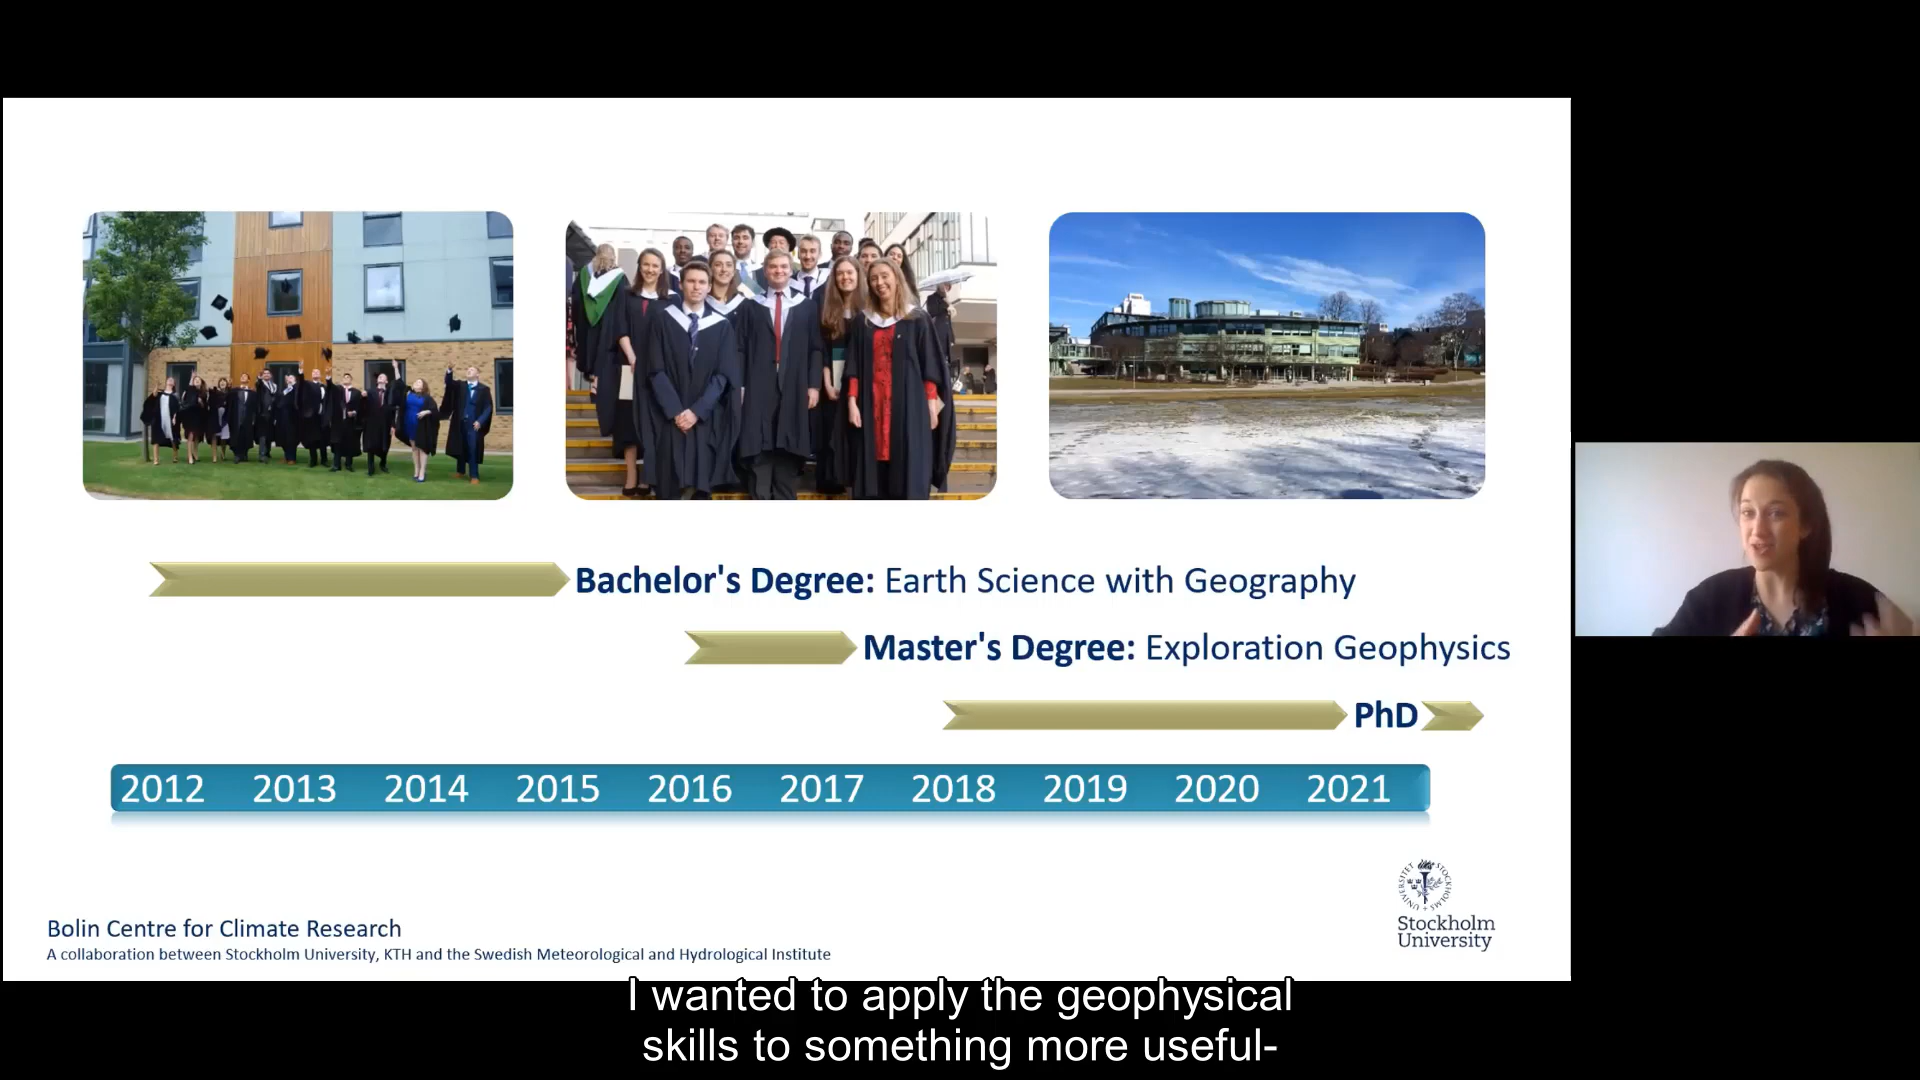 Bachelor's Degree: Earth Science with Geography
Master's Degree: Exploration Geophysics
PhD
2012 2013 2014 2015 2016 2017 2018 2019 2020 2021
Bolin Centre for Climate Research
A collaboration between Stockholm University, KTH and the Swedish Meteorological and Hydrological Institute
Stockholm
University
I wanted to apply the geophysical
skills to something more useful-